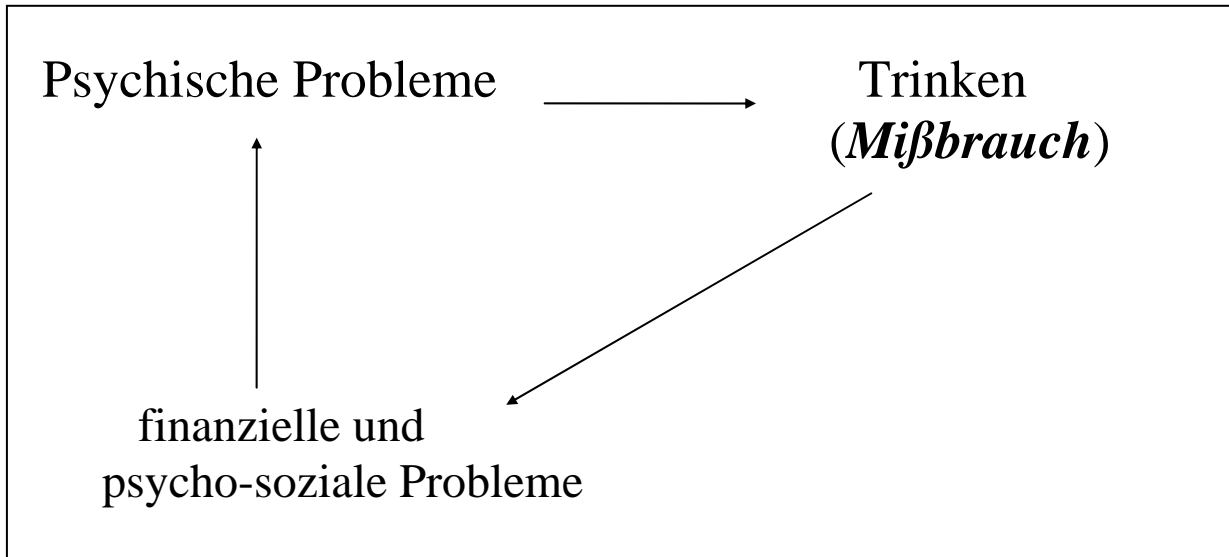 Psychische Probleme
Trinken
(Mißbrauch)
finanzielle und
psycho-soziale Probleme